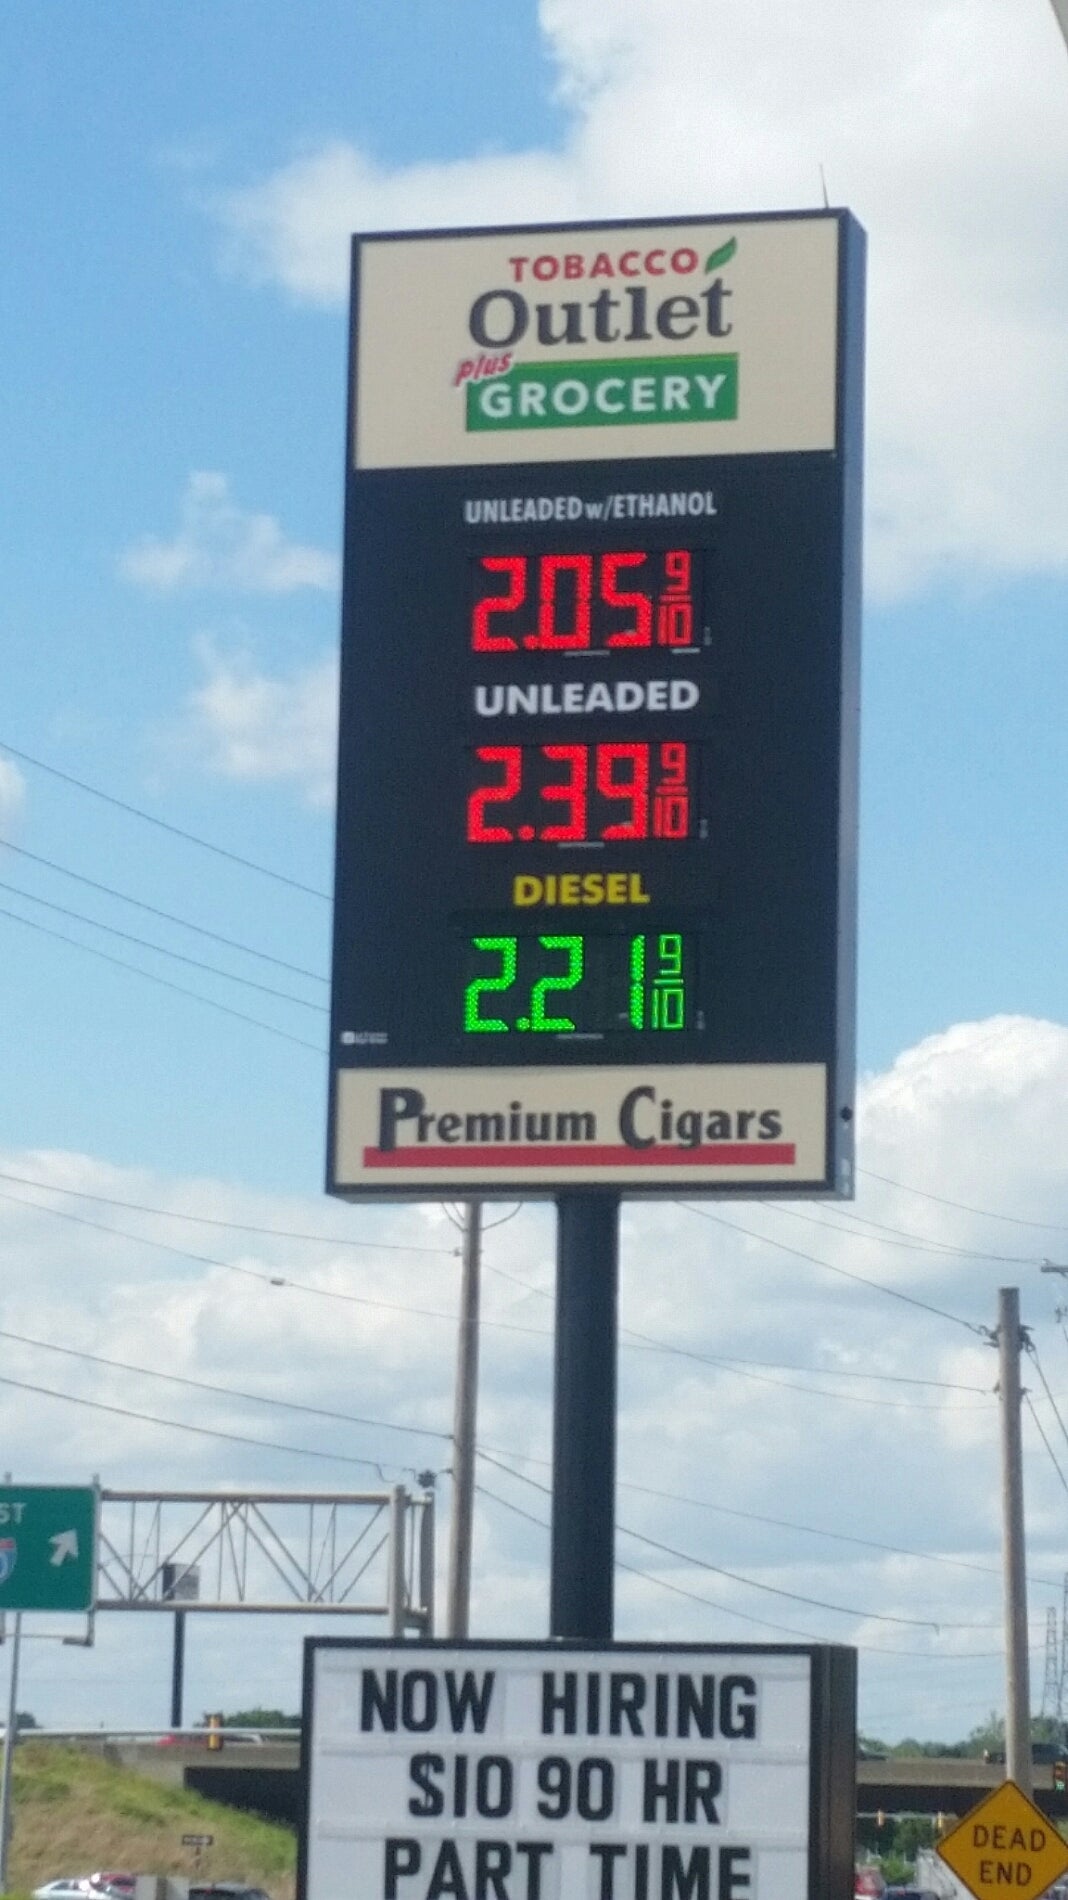 TOBACCO
Outlet
plus
GROCERY
UNLEADED w/ETHANOL
2.05 9/10
UNLEADED
2.39 9/10
DIESEL
2.21 9/10
Premium Cigars
ST
NOW HIRING
$10 90 HR
PART TIME
DEAD
END